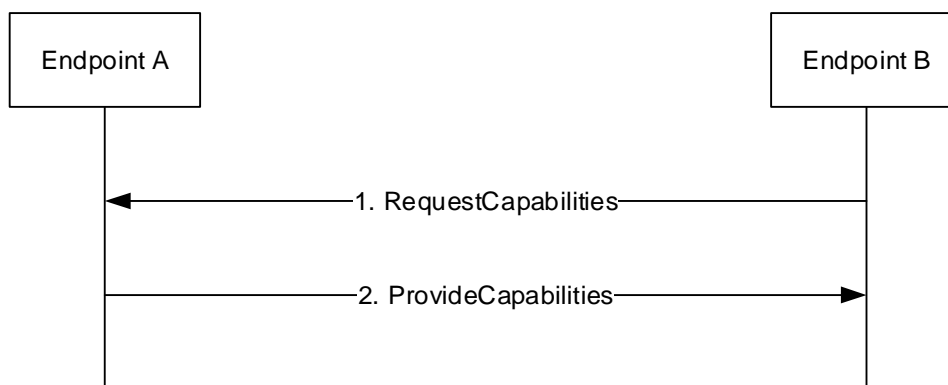 Endpoint A
Endpoint B
1. RequestCapabilities
2. ProvideCapabilities